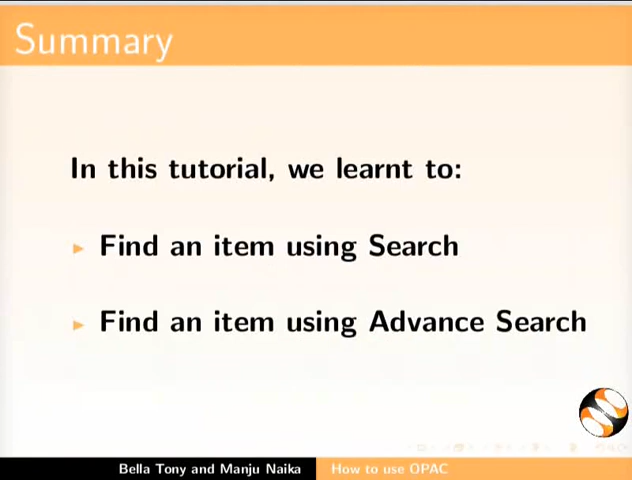 Summary
In this tutorial, we learnt to:
Find an item using Search
Find an item using Advance Search
Bella Tony and Manju Naika How to use OPAC